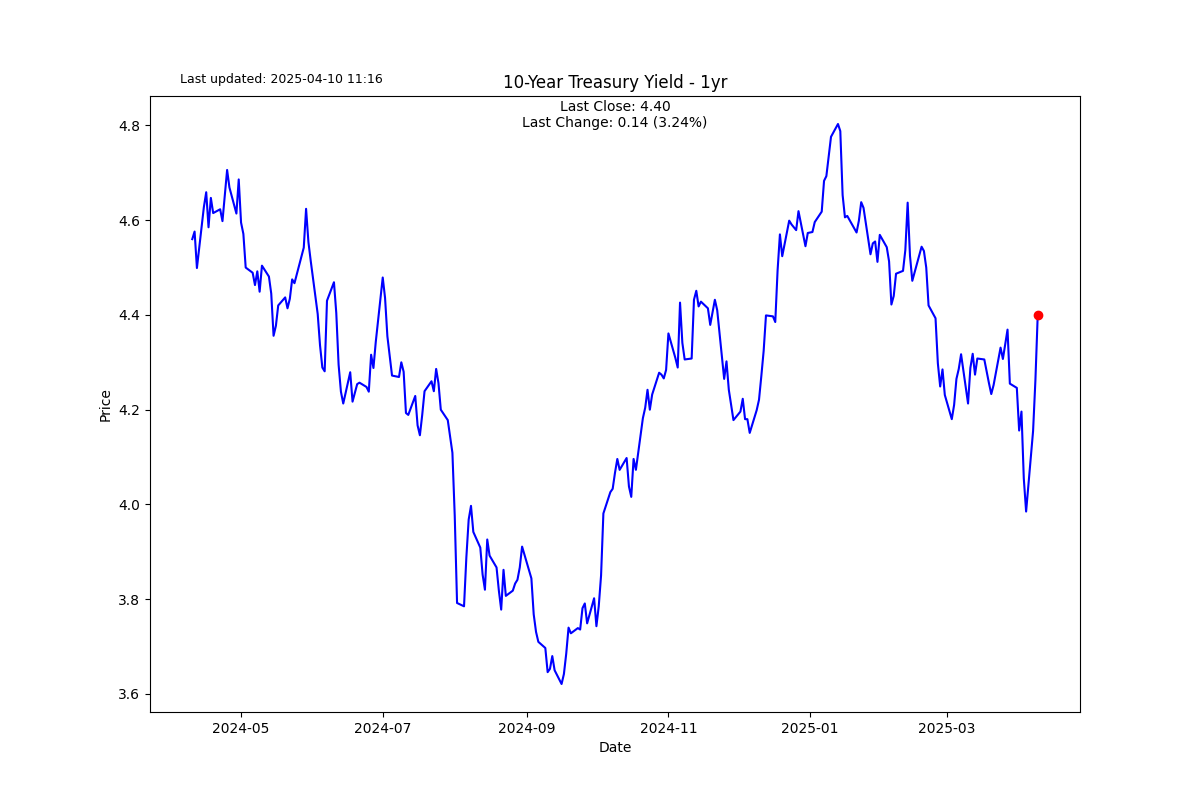 Last updated: 2025-04-10 11:16
10-Year Treasury Yield - 1yr
Last Close: 4.40
Last Change: 0.14 (3.24%)
Price
4.8
4.6
4.4
4.2
4.0
3.8
3.6
2024-05 2024-07 2024-09 2024-11 2025-01 2025-03
Date